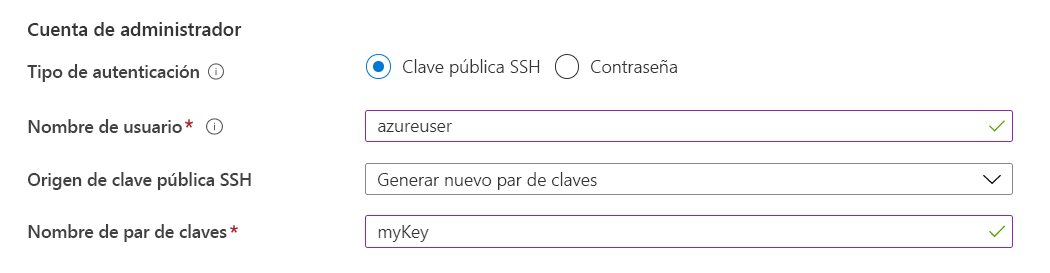 Cuenta de administrador
Tipo de autenticación Clave pública SSH Contraseña
Nombre de usuario* azureuser
Origen de clave pública SSH Generar nuevo par de claves
Nombre de par de claves* myKey